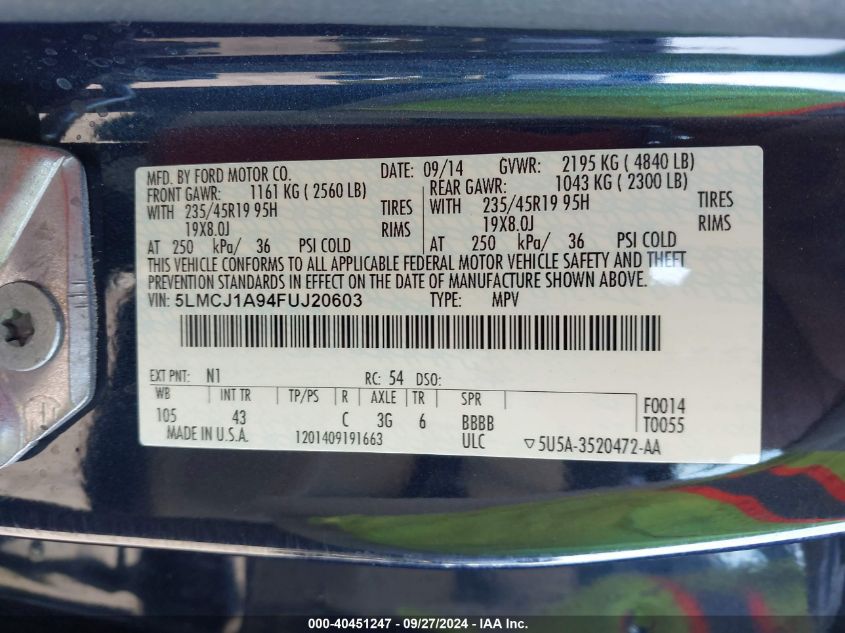 MFD. BY FORD MOTOR CO. DATE: 09/14 GVWR: 2195 KG ( 4840 LB)
FRONT GAWR: 1161 KG ( 2560 LB) REAR GAWR: 1043 KG ( 2300 LB)
WITH 235/45R19 95H TIRES WITH 235/45R19 95H TIRES
19X8.0J RIMS 19X8.0J RIMS
AT 250 kPa/ 36 PSI COLD AT 250 kPa/ 36 PSI COLD
THIS VEHICLE CONFORMS TO ALL APPLICABLE FEDERAL MOTOR VEHICLE SAFETY AND THEFT
PREVENTION STANDARDS IN EFFECT ON THE DATE OF MANUFACTURE SHOWN ABOVE.
VIN: 5LMCJ1A94FUJ20603 TYPE: MPV
EXT PNT: N1 RC: 54 DSO:
WB INT TR TP/PS R AXLE TR SPR
105 43 C 3G 6 BBBB F0014
T0055
MADE IN U.S.A. 1201409191663 ULC ▽5U5A-3520472-AA
000-40451247 - 09/27/2024 - IAA Inc.